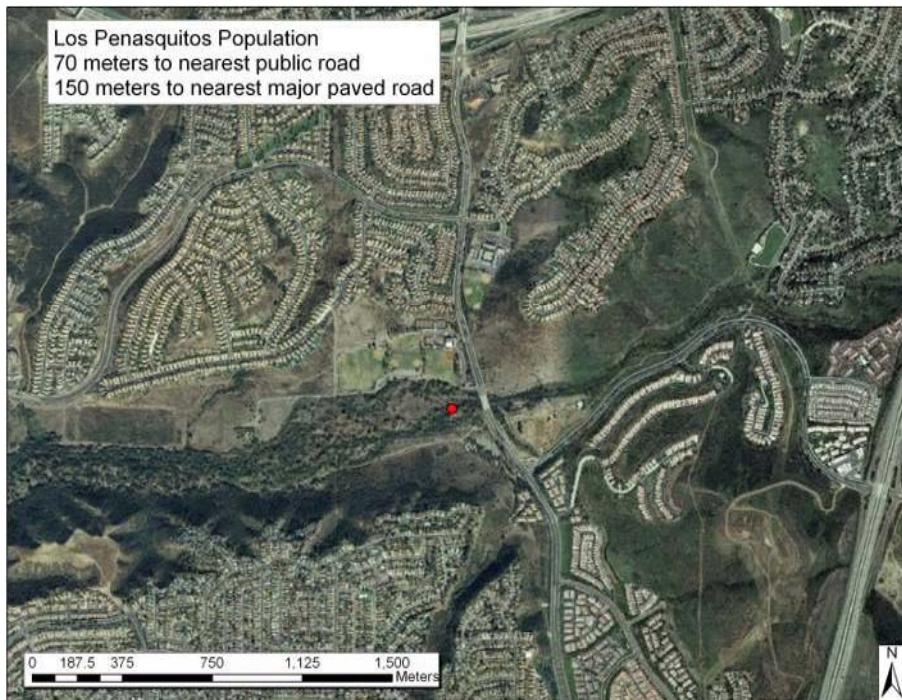 Los Penasquitos Population
70 meters to nearest public road
150 meters to nearest major paved road
N
0 187.5 375 750 1,125 1,500
Meters